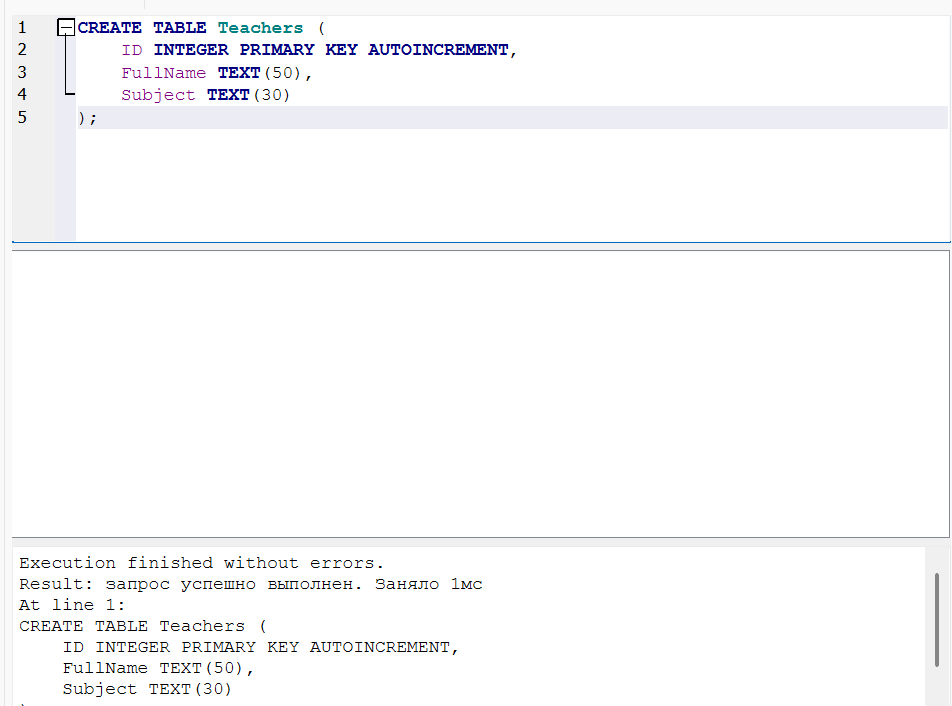 1 CREATE TABLE Teachers (
2 ID INTEGER PRIMARY KEY AUTOINCREMENT,
3 FullName TEXT(50),
4 Subject TEXT(30)
5 );
Execution finished without errors.
Result: запрос успешно выполнен. Заняло 1мс
At line 1:
CREATE TABLE Teachers (
ID INTEGER PRIMARY KEY AUTOINCREMENT,
FullName TEXT(50),
Subject TEXT(30)